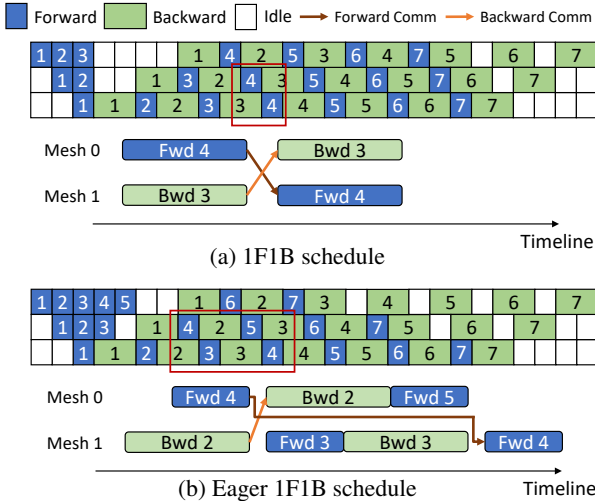 Forward Backward Idle Forward Comm Backward Comm
1 2 3 1 4 2 5 3 6 4 7 5 6 7
1 2 1 3 2 4 3 5 4 6 5 7 6 7
1 1 2 2 3 3 4 4 5 5 6 6 7 7
Mesh 0 Fwd 4 Bwd 3
Mesh 1 Bwd 3 Fwd 4
Timeline
(a) 1F1B schedule
1 2 3 4 5 1 6 2 7 3 4 5 6 7
1 2 3 1 4 2 5 3 6 4 7 5 6 7
1 1 2 2 3 3 4 4 5 5 6 6 7 7
Mesh 0 Fwd 4 Bwd 2 Fwd 5
Mesh 1 Bwd 2 Fwd 3 Bwd 3 Fwd 4
Timeline
(b) Eager 1F1B schedule